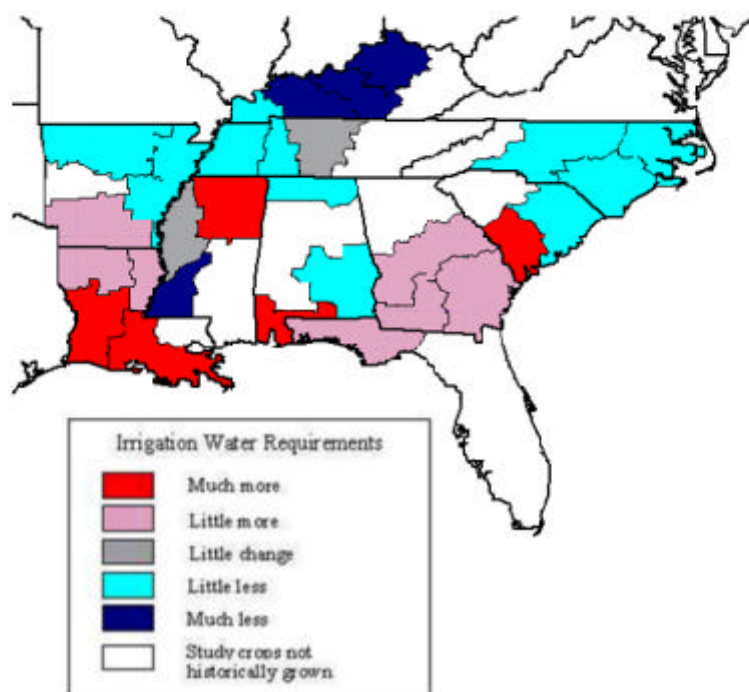 Irrigation Water Requirements
Much more
Little more
Little change
Little less
Much less
Study crops not
historically grown